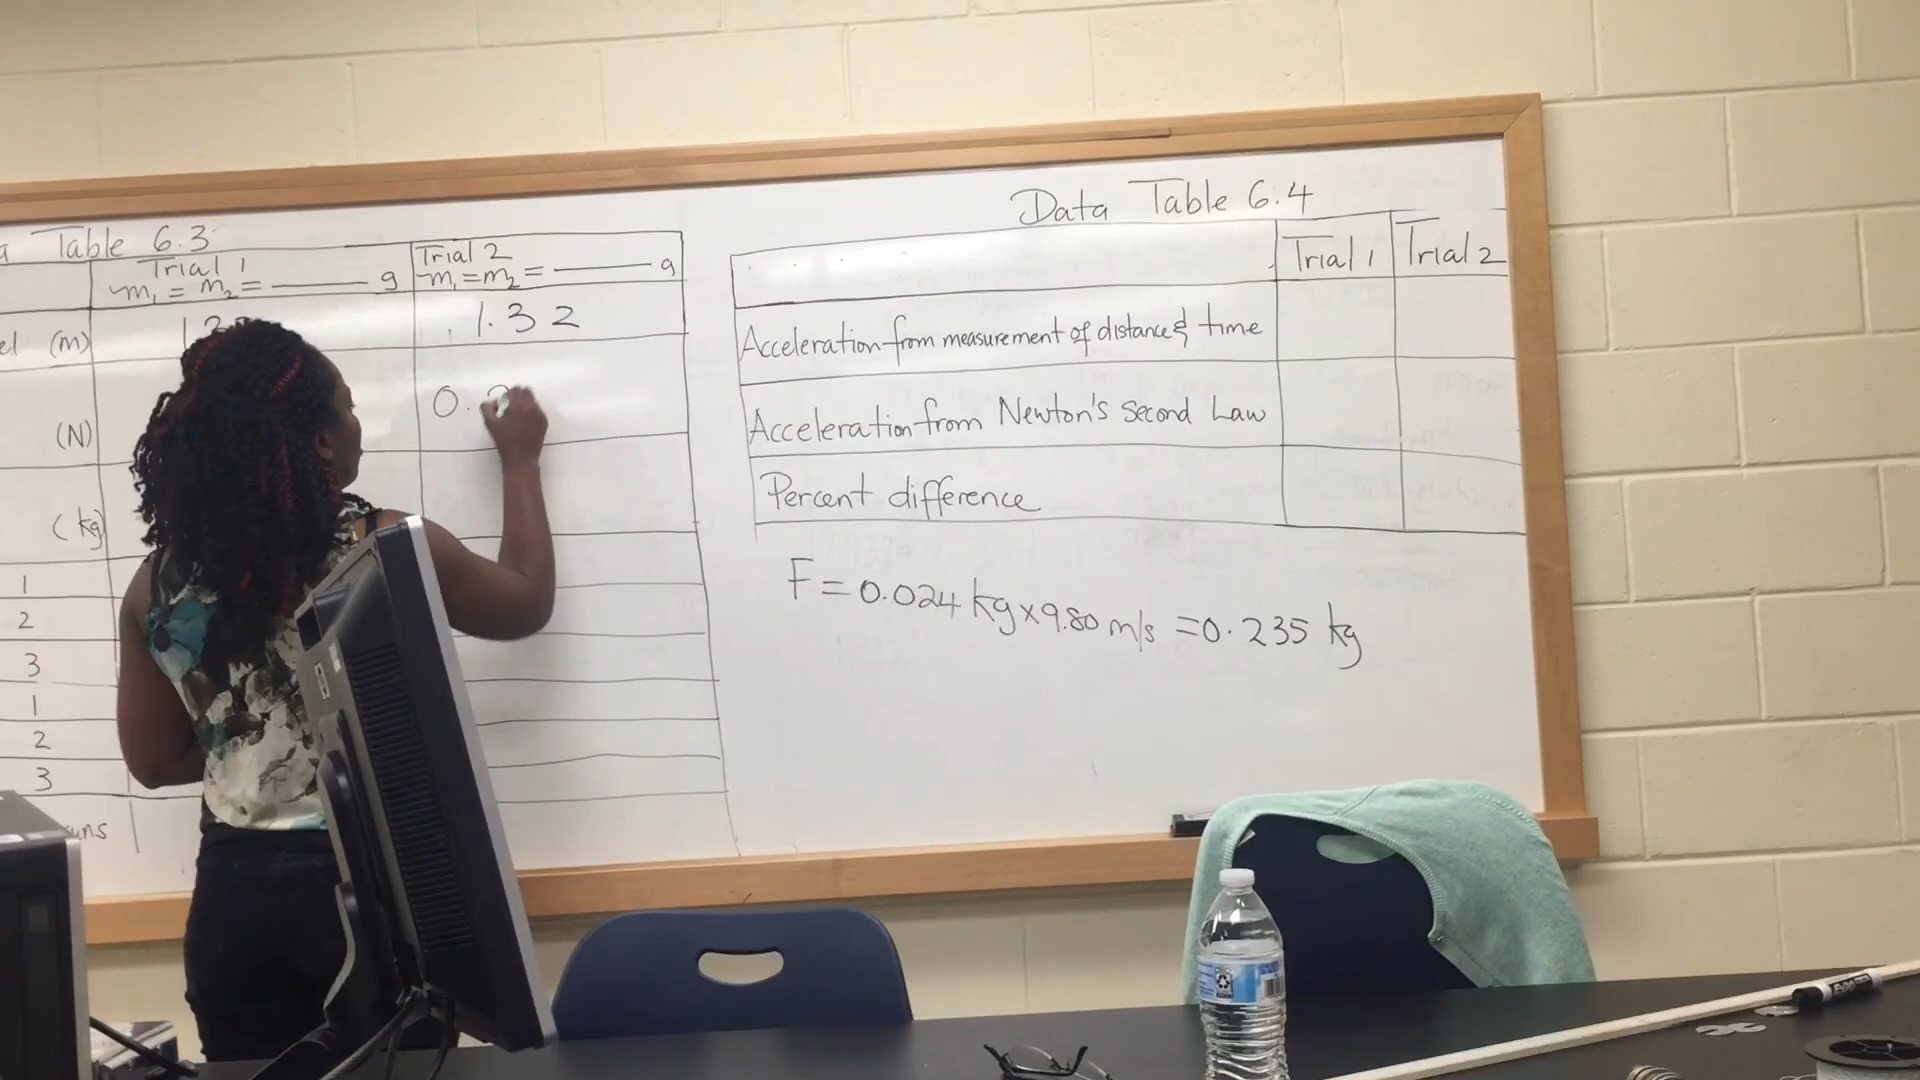 Table 6.3
Trial 1
m₁ = m₂ = ______ g
Trial 2
m₁ = m₂ = ______ g
(m)
1.32
(N)
0.
(kg)
1
2
3
1
2
3
Data Table 6.4
Trial 1
Trial 2
Acceleration from measurement of distance & time
Acceleration from Newton's Second Law
Percent difference
F = 0.024 kg x 9.80 m/s = 0.235 kg